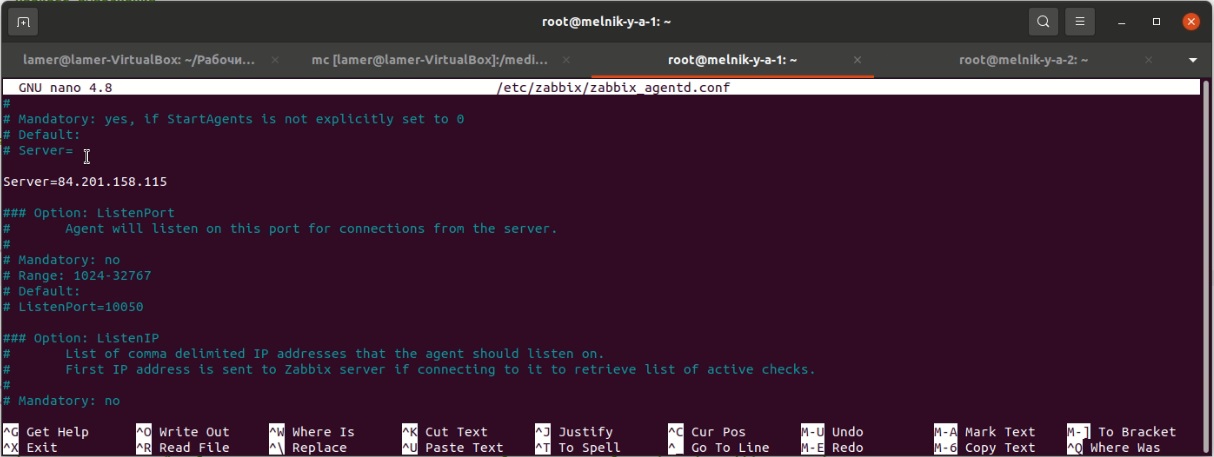 root@melnik-y-a-1: ~
lamer@lamer-VirtualBox: ~/Рабочи... × mc [lamer@lamer-VirtualBox]:/medi... × root@melnik-y-a-1: ~ × root@melnik-y-a-2: ~ ×
GNU nano 4.8 /etc/zabbix/zabbix_agentd.conf
#
# Mandatory: yes, if StartAgents is not explicitly set to 0
# Default:
# Server=
Server=84.201.158.115
### Option: ListenPort
# Agent will listen on this port for connections from the server.
#
# Mandatory: no
# Range: 1024-32767
# Default:
# ListenPort=10050
### Option: ListenIP
# List of comma delimited IP addresses that the agent should listen on.
# First IP address is sent to Zabbix server if connecting to it to retrieve list of active checks.
#
# Mandatory: no
^G Get Help ^O Write Out ^W Where Is ^K Cut Text ^J Justify ^C Cur Pos M-U Undo M-A Mark Text M-] To Bracket
^X Exit ^R Read File ^\ Replace ^U Paste Text ^T To Spell ^_ Go To Line M-E Redo M-6 Copy Text ^Q Where Was